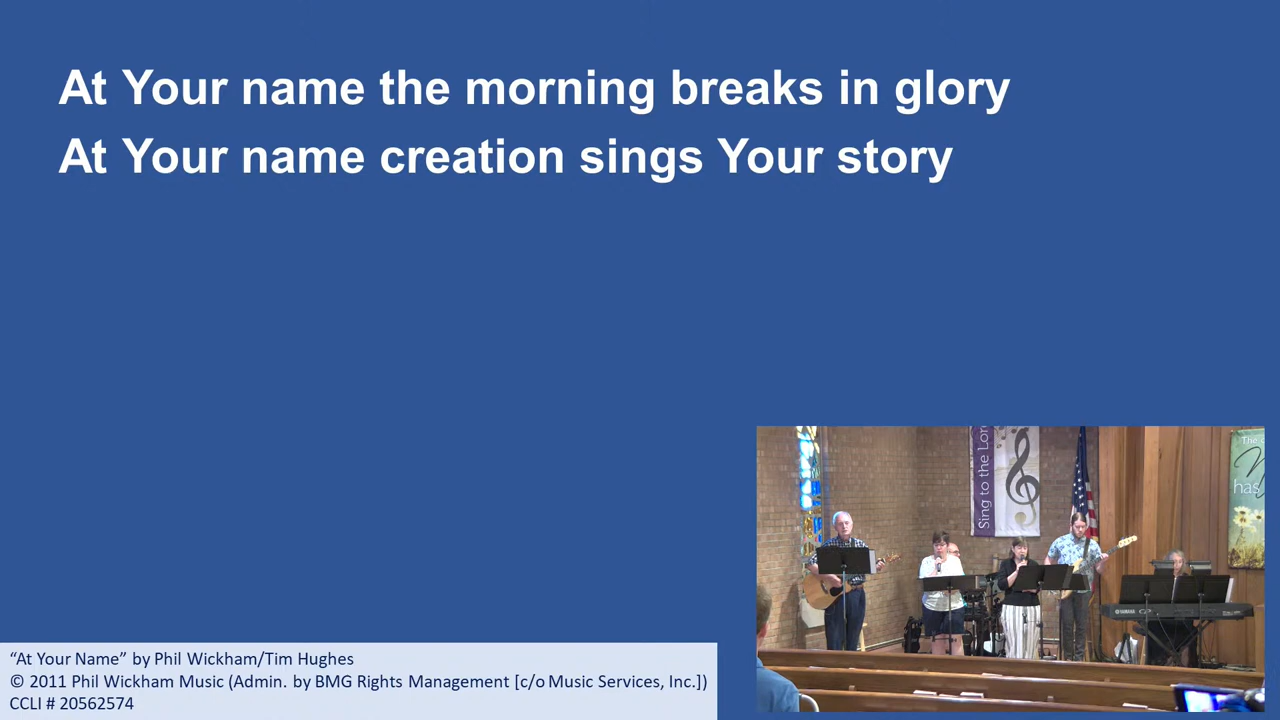 At Your name the morning breaks in glory
At Your name creation sings Your story
“At Your Name” by Phil Wickham/Tim Hughes
© 2011 Phil Wickham Music (Admin. by BMG Rights Management [c/o Music Services, Inc.])
CCLI # 20562574
Sing to the Lord
The
has
YAMAHA